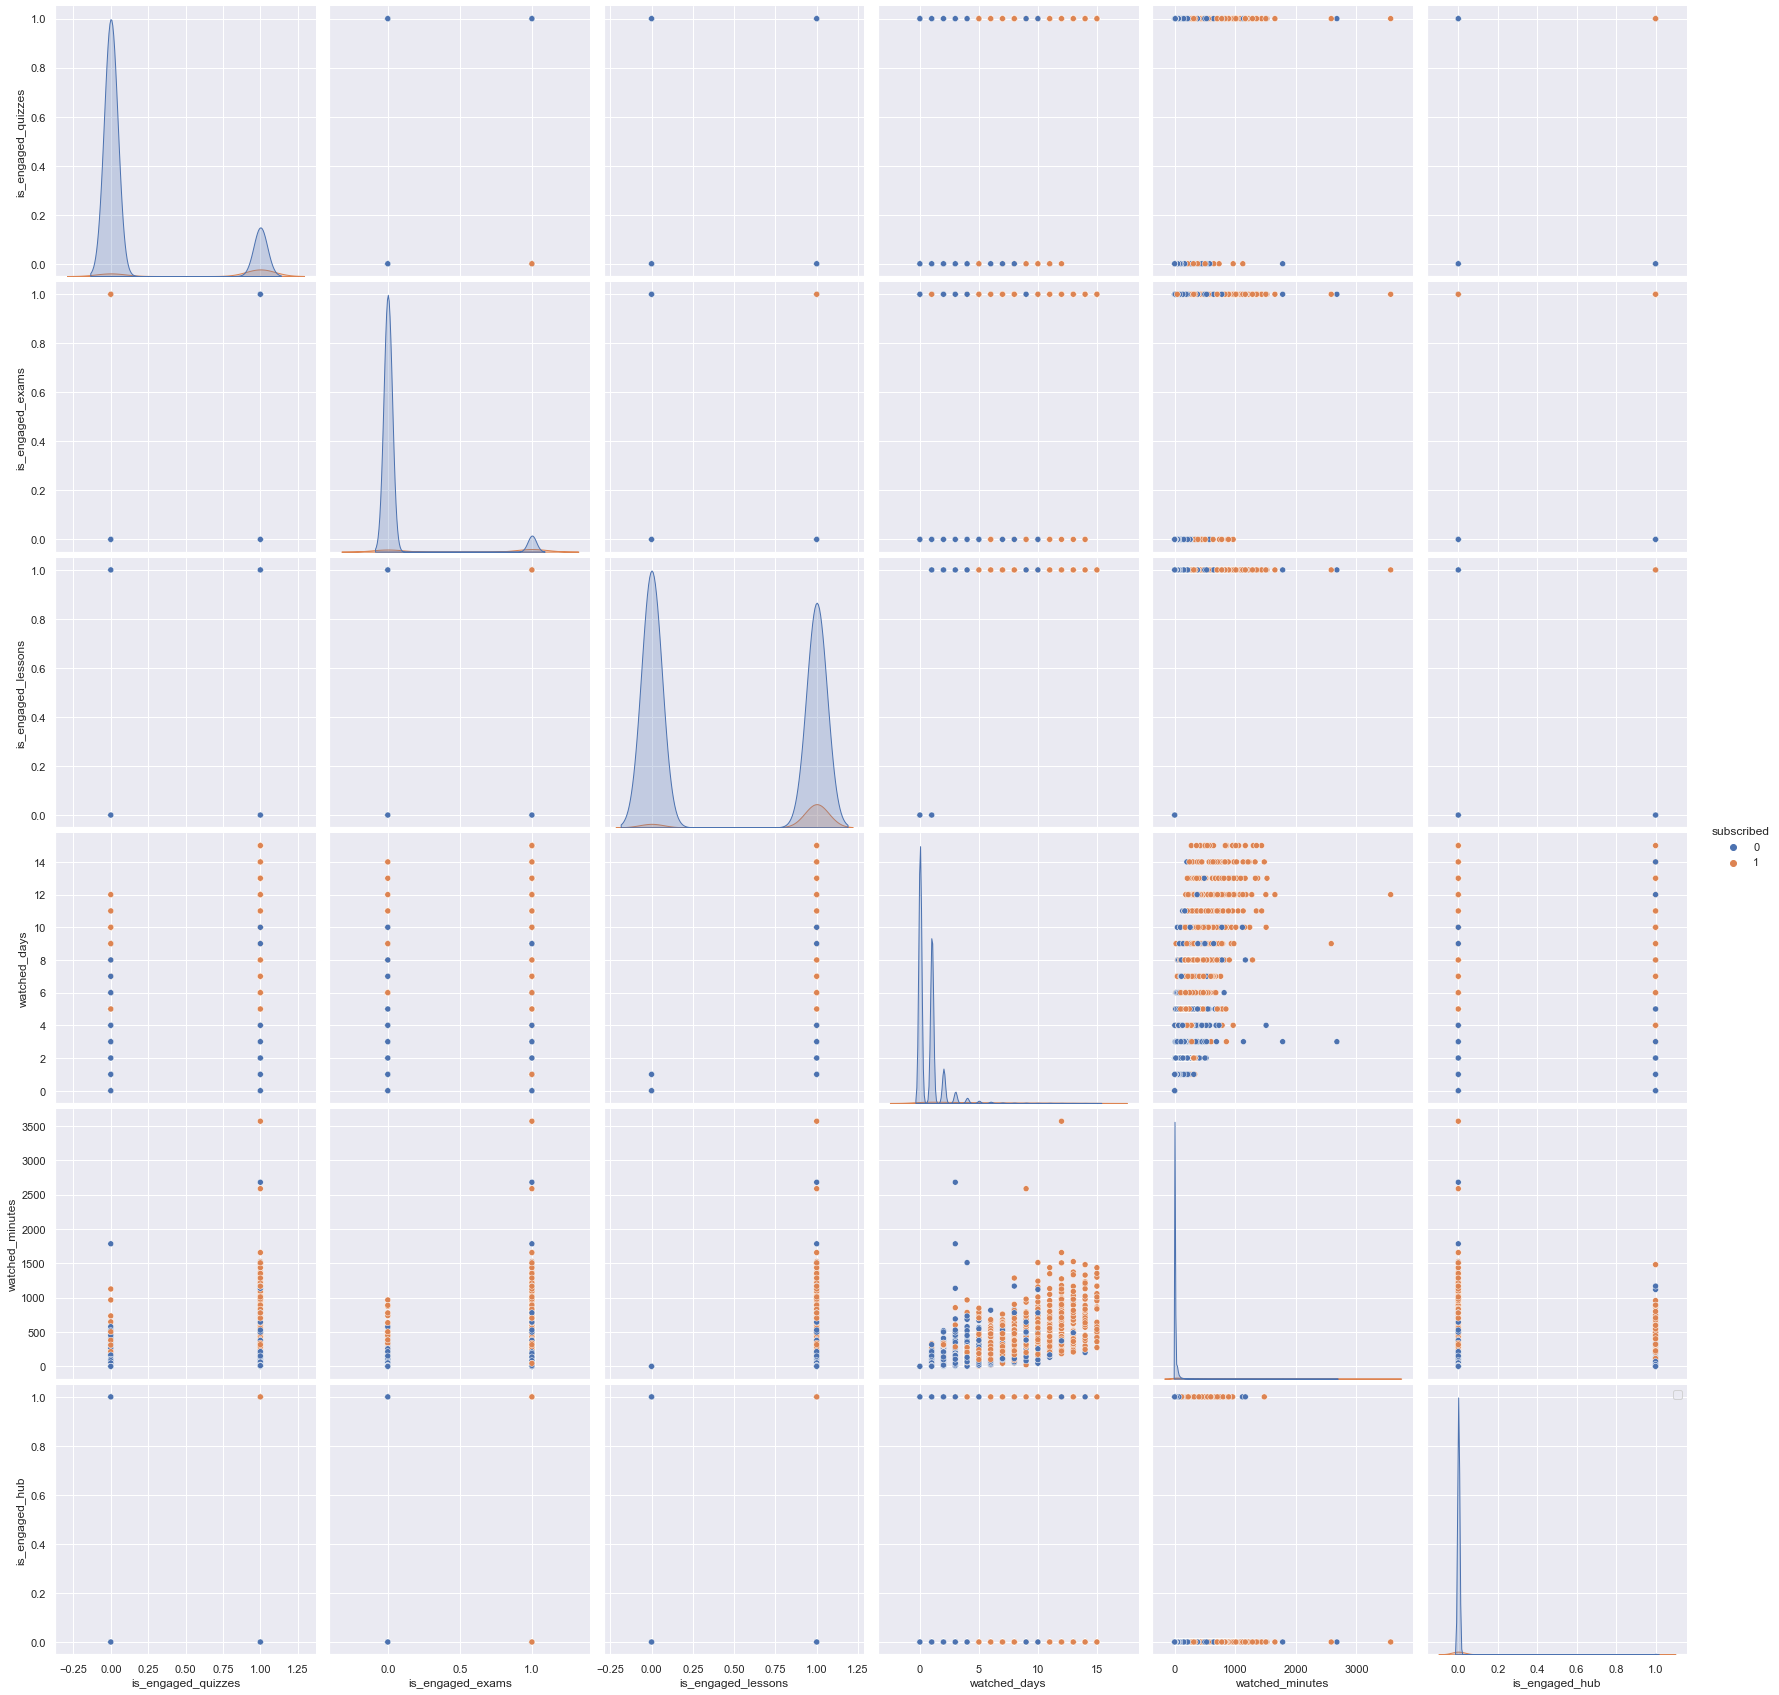 1.0
0.8
0.6
0.4
0.2
0.0
is_engaged_quizzes
1.0
0.8
0.6
0.4
0.2
0.0
is_engaged_exams
1.0
0.8
0.6
0.4
0.2
0.0
is_engaged_lessons
14
12
10
8
6
4
2
0
watched_days
subscribed
0
1
3500
3000
2500
2000
1500
1000
500
0
watched_minutes
1.0
0.8
0.6
0.4
0.2
0.0
is_engaged_hub
−0.25 0.00 0.25 0.50 0.75 1.00 1.25
is_engaged_quizzes
0.0 0.5 1.0
is_engaged_exams
−0.25 0.00 0.25 0.50 0.75 1.00 1.25
is_engaged_lessons
0 5 10 15
watched_days
0 1000 2000 3000
watched_minutes
0.0 0.2 0.4 0.6 0.8 1.0
is_engaged_hub